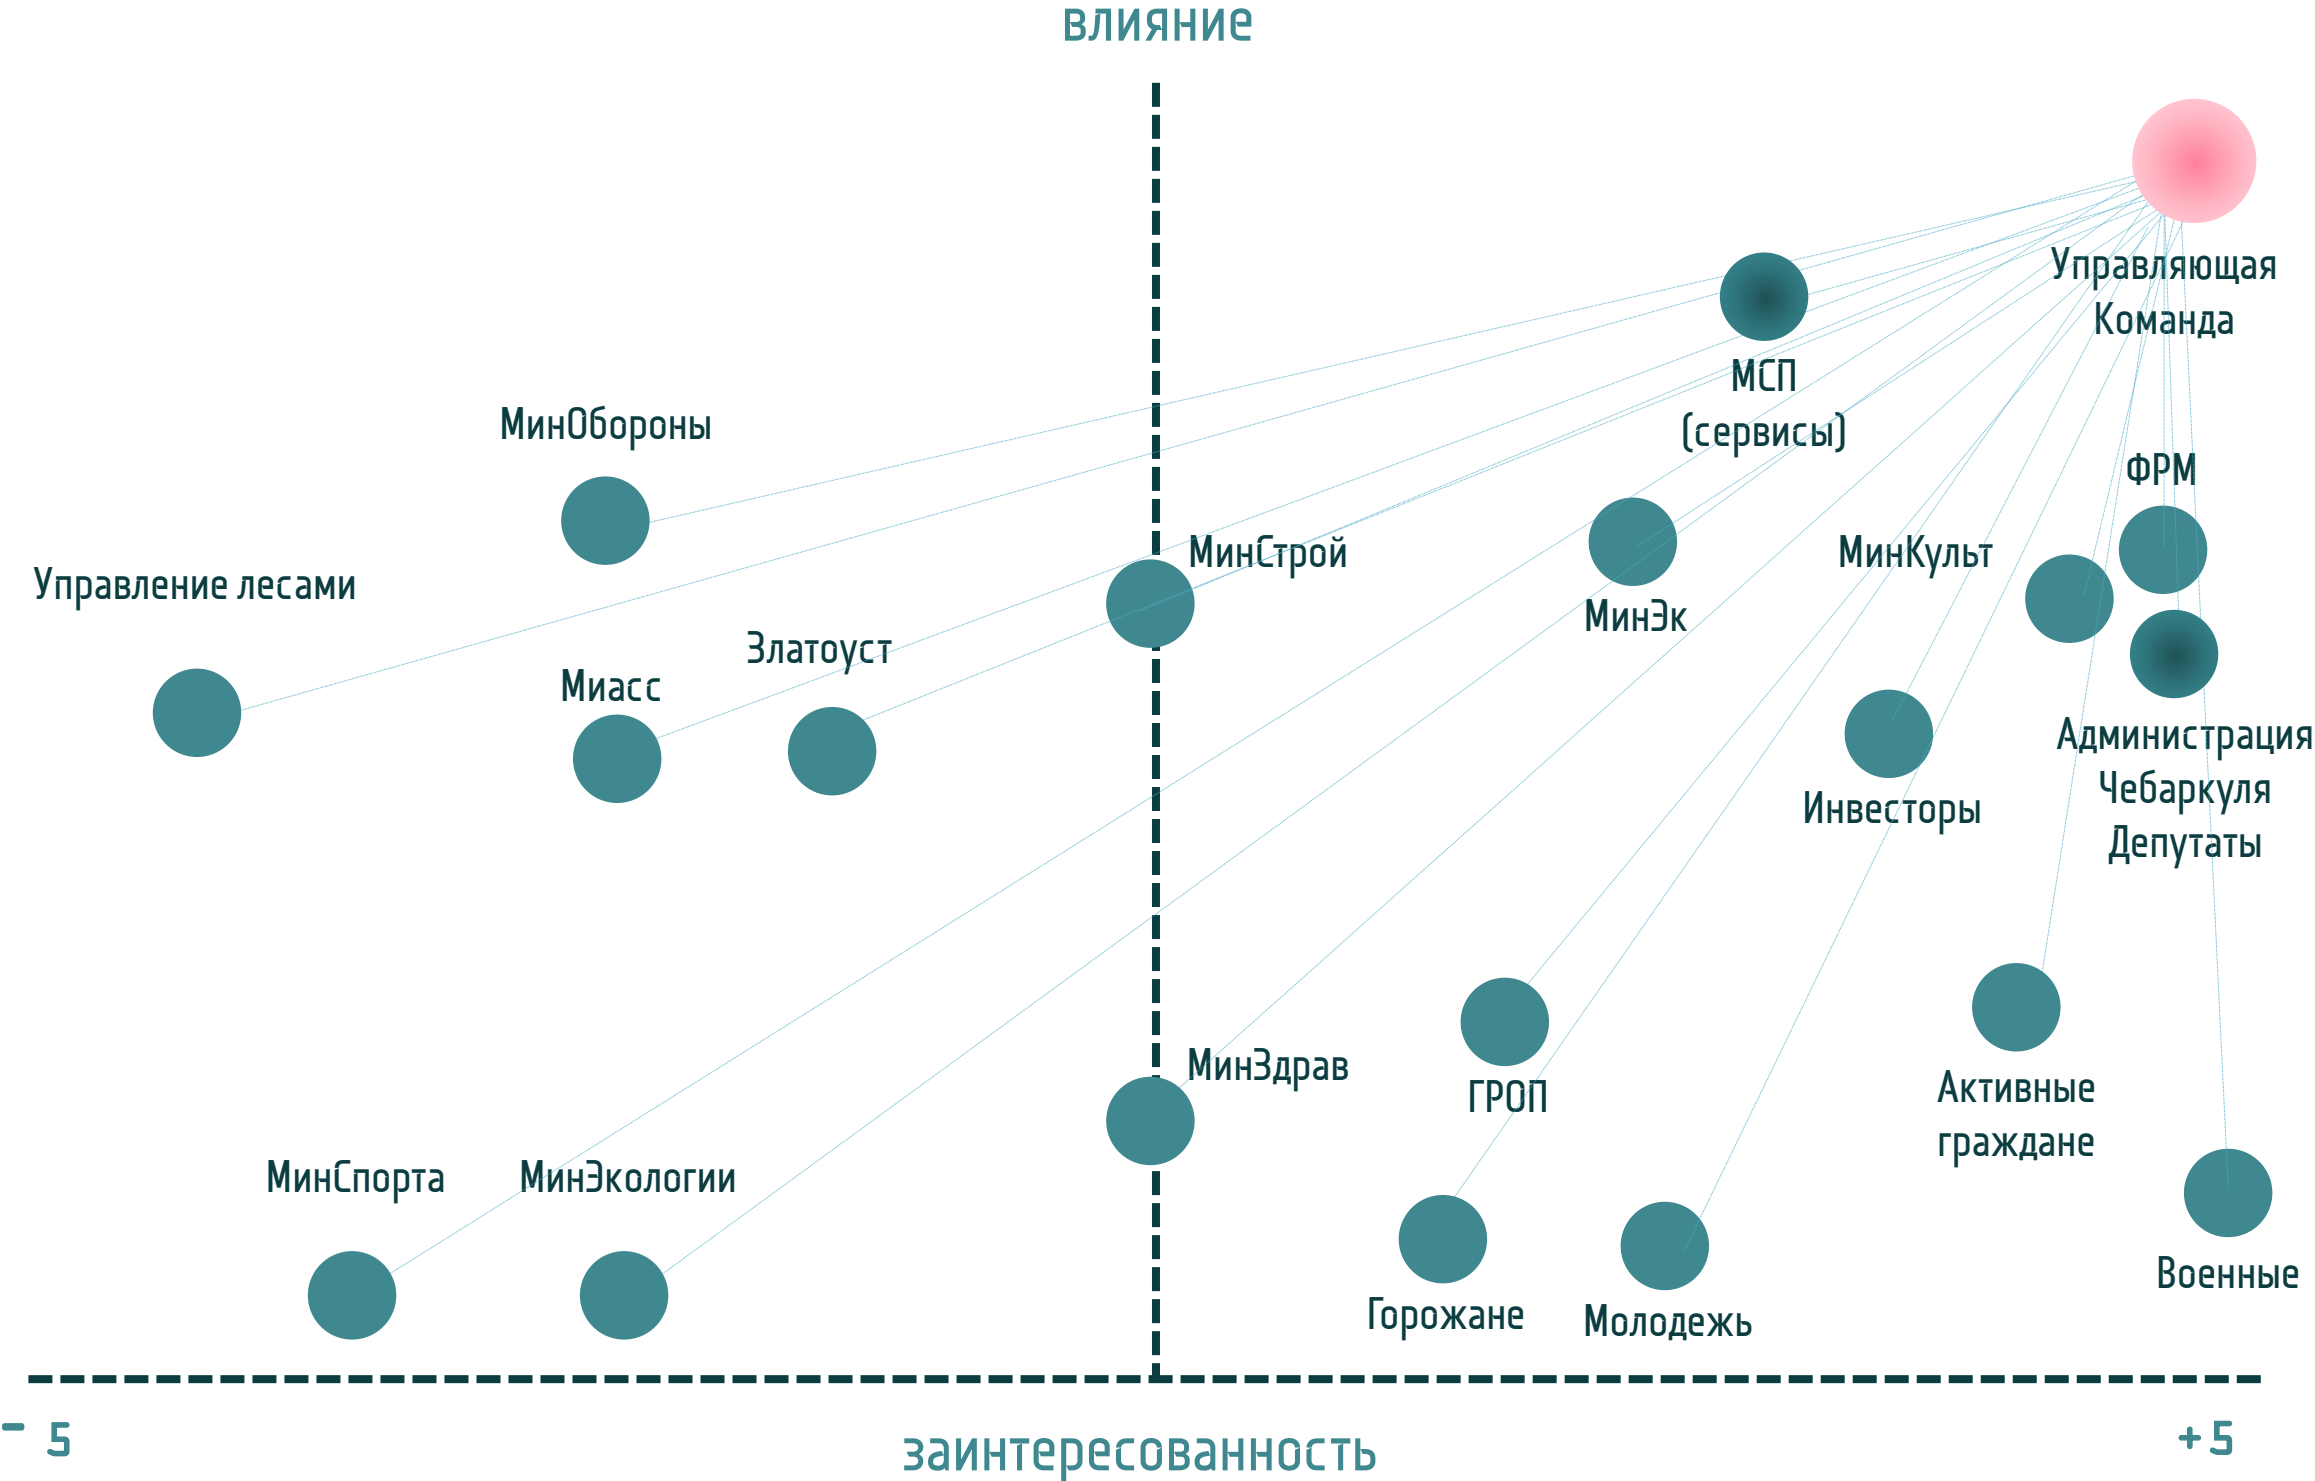 влияние
Управляющая
Команда
МСП
(сервисы)
МинОбороны
ФРМ
МинСтрой
МинКульт
Управление лесами
МинЭк
Златоуст
Миасс
Администрация
Чебаркуля
Депутаты
Инвесторы
МинЗдрав
ГРОП
Активные
граждане
МинСпорта
МинЭкологии
Военные
Горожане
Молодежь
- 5
+5
заинтересованность